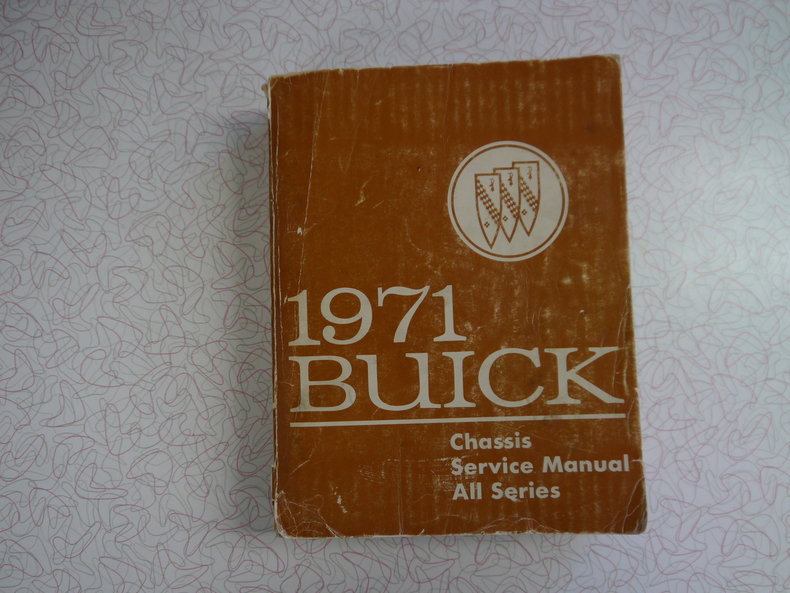 1971
BUICK
Chassis
Service Manual
All Series